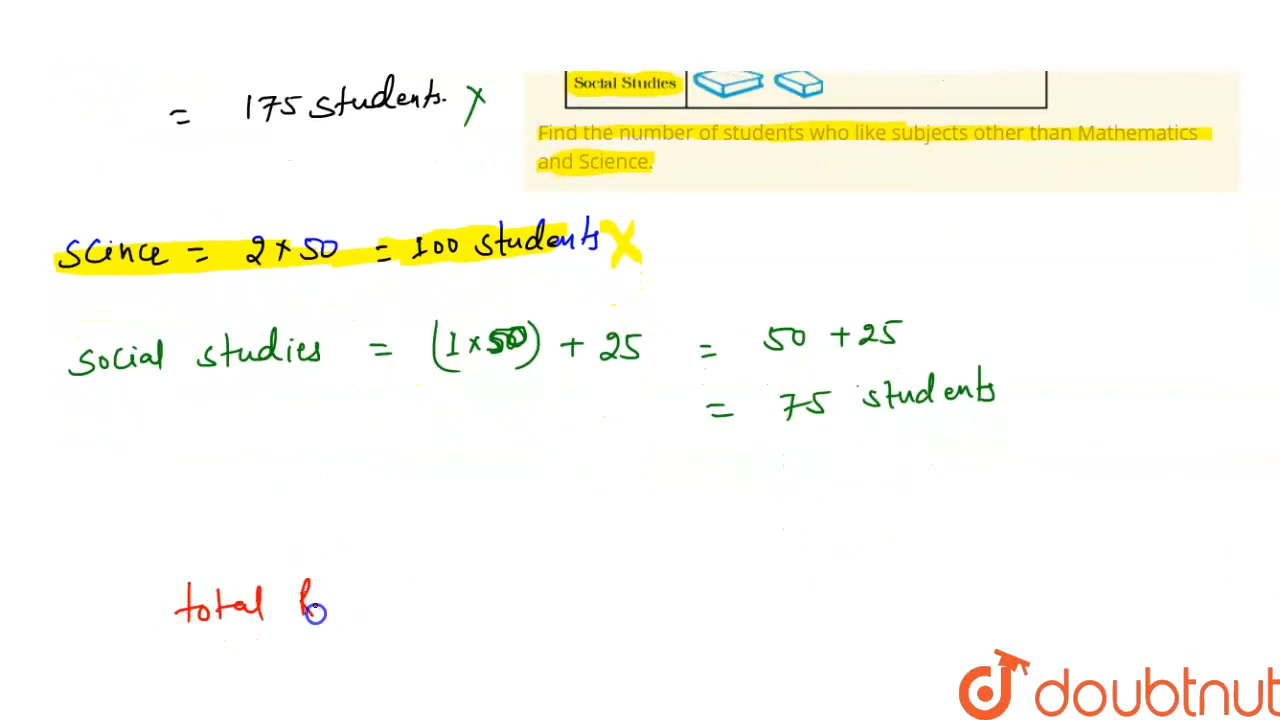 = 175 students. X
Social Studies
Find the number of students who like subjects other than Mathematics
and Science.
Scince = 2 × 50 = 100 students X
Social studies = (1 × 50) + 25 = 50 + 25
= 75 students
total
doubtnut